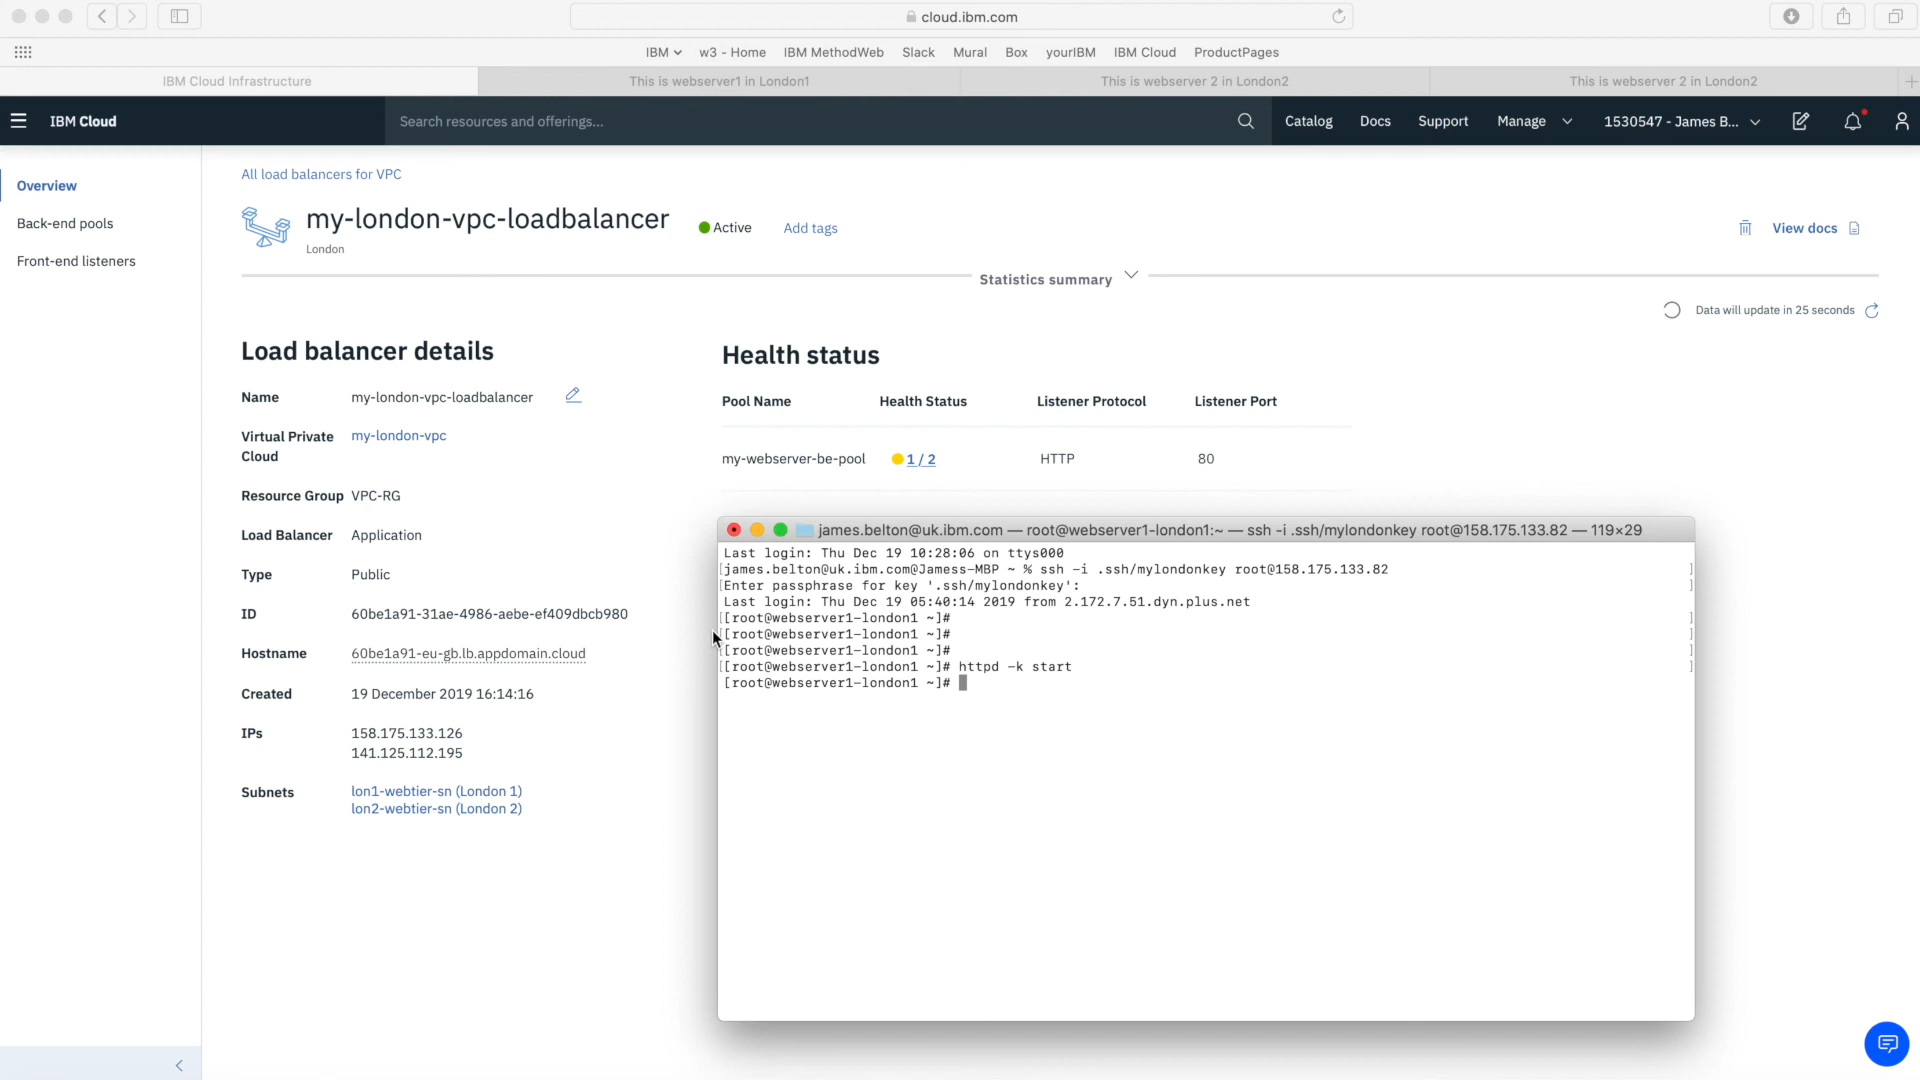 cloud.ibm.com
IBM w3 - Home IBM MethodWeb Slack Mural Box yourIBM IBM Cloud ProductPages
IBM Cloud Infrastructure This is webserver1 in London1 This is webserver 2 in London2 This is webserver 2 in London2
IBM Cloud Search resources and offerings... Catalog Docs Support Manage 1530547 - James B...
Overview
Back-end pools
Front-end listeners
All load balancers for VPC
my-london-vpc-loadbalancer Active Add tags View docs
London
Statistics summary
Data will update in 25 seconds
Load balancer details
Name my-london-vpc-loadbalancer
Virtual Private my-london-vpc
Cloud
Resource Group VPC-RG
Load Balancer Application
Type Public
ID 60be1a91-31ae-4986-aebe-ef409dbcb980
Hostname 60be1a91-eu-gb.lb.appdomain.cloud
Created 19 December 2019 16:14:16
IPs 158.175.133.126
141.125.112.195
Subnets lon1-webtier-sn (London 1)
lon2-webtier-sn (London 2)
Health status
Pool Name Health Status Listener Protocol Listener Port
my-webserver-be-pool 1 / 2 HTTP 80
james.belton@uk.ibm.com — root@webserver1-london1:~ — ssh -i .ssh/mylondonkey root@158.175.133.82 — 119×29
Last login: Thu Dec 19 10:28:06 on ttys000
[james.belton@uk.ibm.com@Jamess-MBP ~ % ssh -i .ssh/mylondonkey root@158.175.133.82 ]
[Enter passphrase for key '.ssh/mylondonkey': ]
Last login: Thu Dec 19 05:40:14 2019 from 2.172.7.51.dyn.plus.net
[[root@webserver1-london1 ~]# ]
[[root@webserver1-london1 ~]# ]
[[root@webserver1-london1 ~]# ]
[[root@webserver1-london1 ~]# httpd -k start ]
[root@webserver1-london1 ~]#